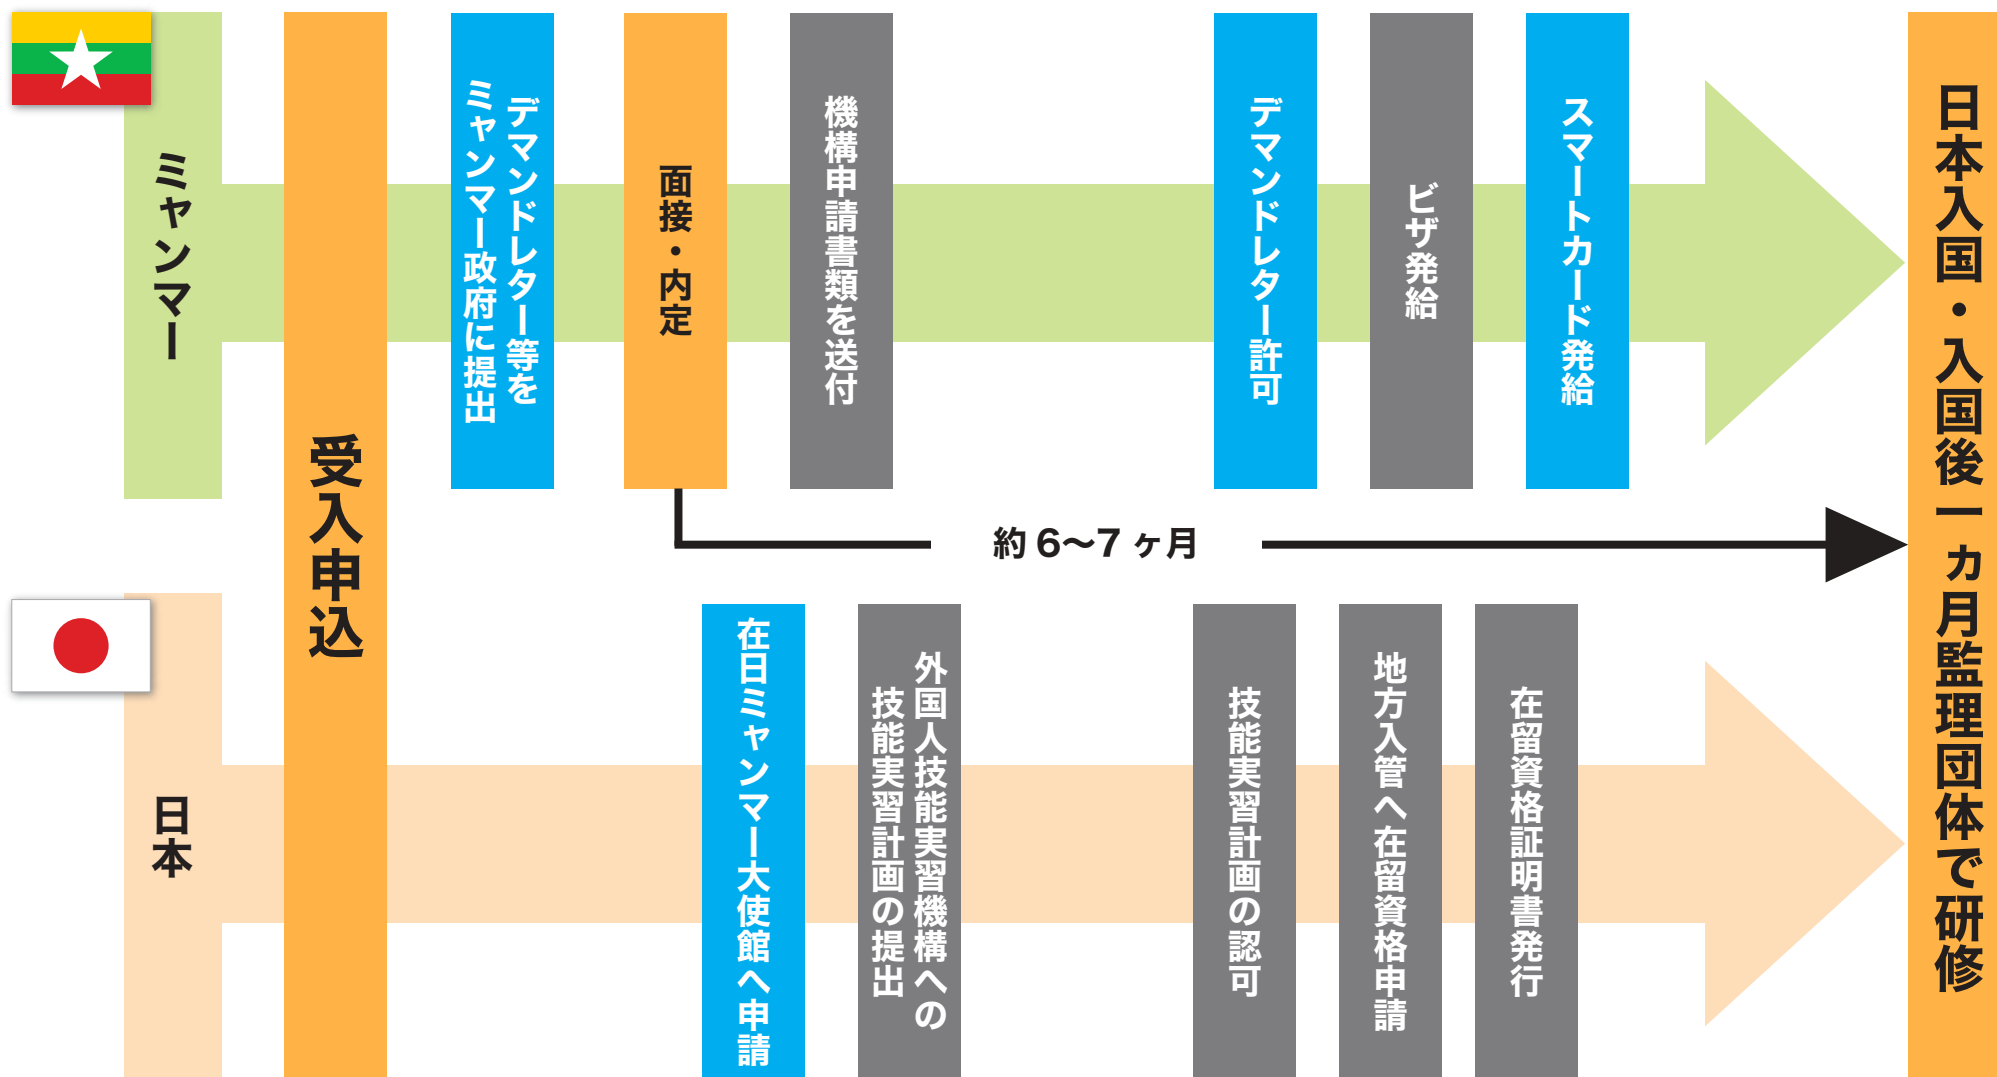 ミャンマー
受入申込
デマンドレター等を
ミャンマー政府に提出
面接・内定
機構申請書類を送付
デマンドレター許可
ビザ発給
スマートカード発給
日本入国・入国後一ヵ月監理団体で研修
約6〜7ヶ月
日本
在日ミャンマー大使館へ申請
外国人技能実習機構への
技能実習計画の提出
技能実習計画の認可
地方入管へ在留資格申請
在留資格証明書発行